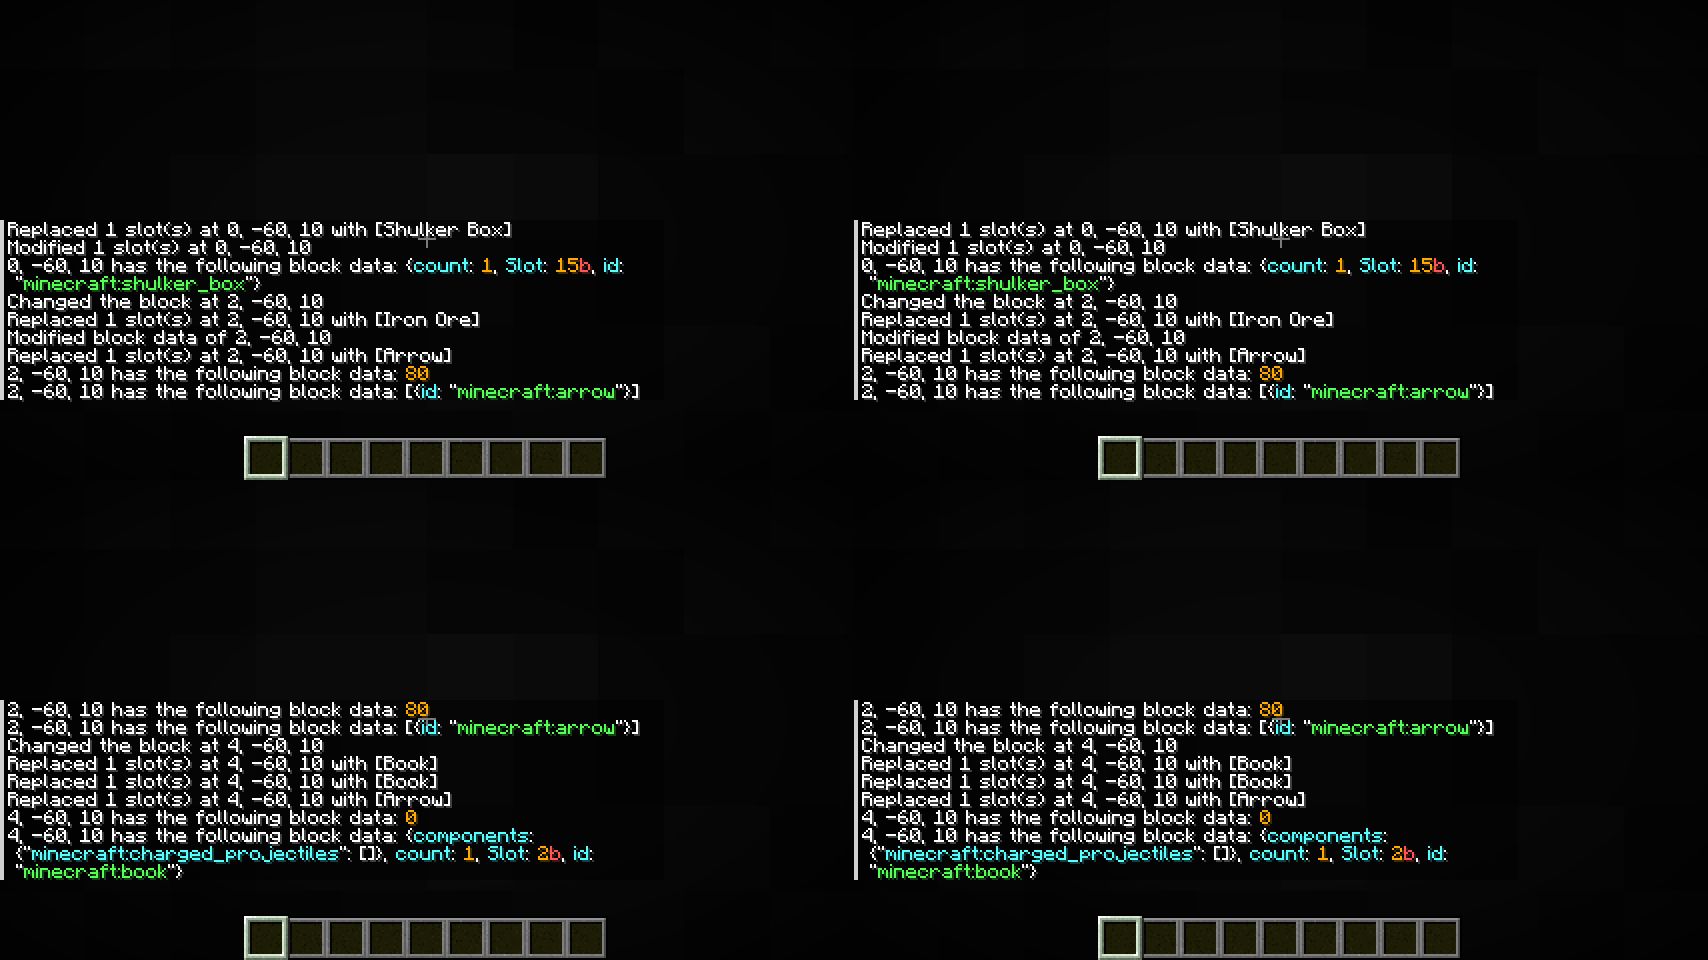 Replaced 1 slot(s) at 0, -60, 10 with [Shulker Box]
Modified 1 slot(s) at 0, -60, 10
0, -60, 10 has the following block data: {count: 1, Slot: 15b, id:
"minecraft:shulker_box"}
Changed the block at 2, -60, 10
Replaced 1 slot(s) at 2, -60, 10 with [Iron Ore]
Modified block data of 2, -60, 10
Replaced 1 slot(s) at 2, -60, 10 with [Arrow]
2, -60, 10 has the following block data: 80
2, -60, 10 has the following block data: [{id: "minecraft:arrow"}]
Replaced 1 slot(s) at 0, -60, 10 with [Shulker Box]
Modified 1 slot(s) at 0, -60, 10
0, -60, 10 has the following block data: {count: 1, Slot: 15b, id:
"minecraft:shulker_box"}
Changed the block at 2, -60, 10
Replaced 1 slot(s) at 2, -60, 10 with [Iron Ore]
Modified block data of 2, -60, 10
Replaced 1 slot(s) at 2, -60, 10 with [Arrow]
2, -60, 10 has the following block data: 80
2, -60, 10 has the following block data: [{id: "minecraft:arrow"}]
2, -60, 10 has the following block data: 80
2, -60, 10 has the following block data: [{id: "minecraft:arrow"}]
Changed the block at 4, -60, 10
Replaced 1 slot(s) at 4, -60, 10 with [Book]
Replaced 1 slot(s) at 4, -60, 10 with [Book]
Replaced 1 slot(s) at 4, -60, 10 with [Arrow]
4, -60, 10 has the following block data: 0
4, -60, 10 has the following block data: {components:
{"minecraft:charged_projectiles": []}, count: 1, Slot: 2b, id:
"minecraft:book"}
2, -60, 10 has the following block data: 80
2, -60, 10 has the following block data: [{id: "minecraft:arrow"}]
Changed the block at 4, -60, 10
Replaced 1 slot(s) at 4, -60, 10 with [Book]
Replaced 1 slot(s) at 4, -60, 10 with [Book]
Replaced 1 slot(s) at 4, -60, 10 with [Arrow]
4, -60, 10 has the following block data: 0
4, -60, 10 has the following block data: {components:
{"minecraft:charged_projectiles": []}, count: 1, Slot: 2b, id:
"minecraft:book"}